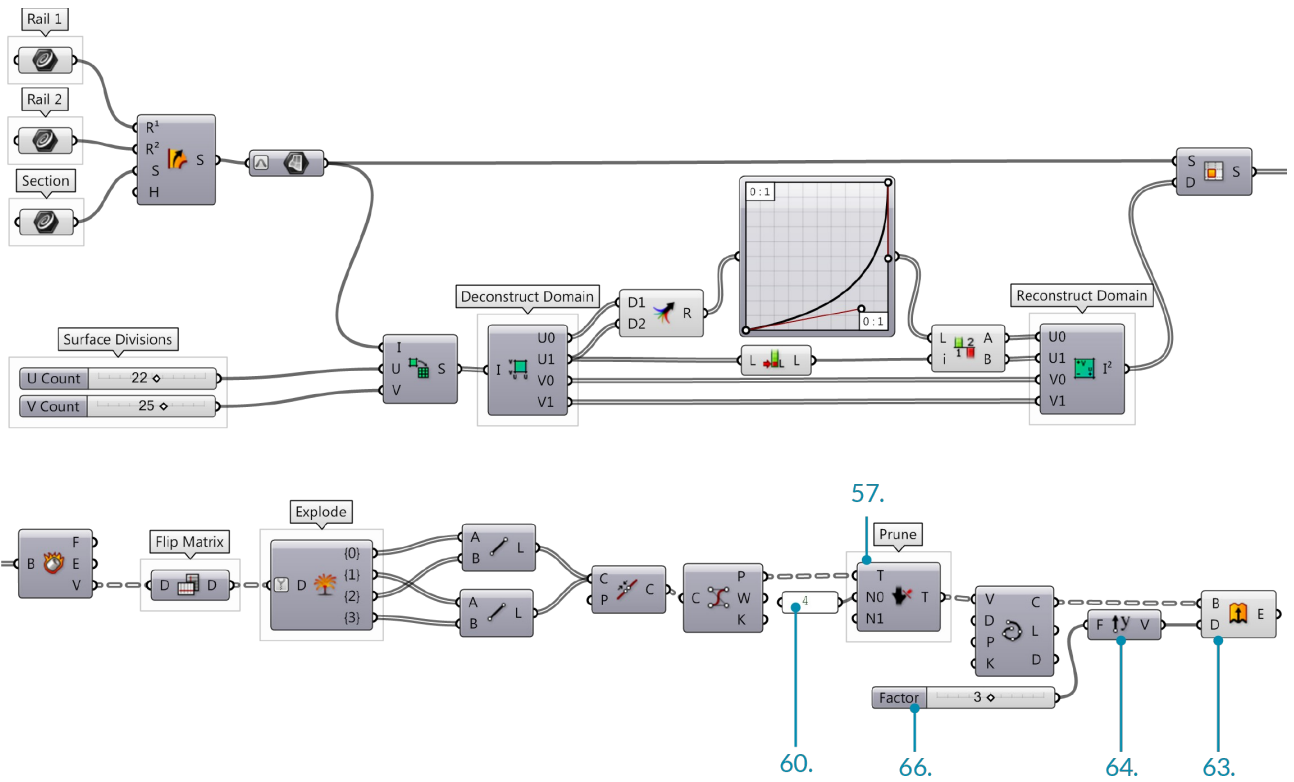 Rail 1
Rail 2
Section
R¹
R²
S
H
S
S
D
S
0 : 1
0 : 1
Surface Divisions
U Count 22
V Count 25
I
U
V
S
Deconstruct Domain
I
U0
U1
V0
V1
D1
D2
R
L L
L
i
A
B
Reconstruct Domain
U0
U1
V0
V1
I²
57.
B
F
E
V
Flip Matrix
D D
Explode
D
{0}
{1}
{2}
{3}
A
B
L
A
B
L
C
P
C
C
P
W
K
4
Prune
T
N0
N1
T
V
D
P
K
C
L
D
F y V
B
D
E
Factor 3
60.
66.
64.
63.